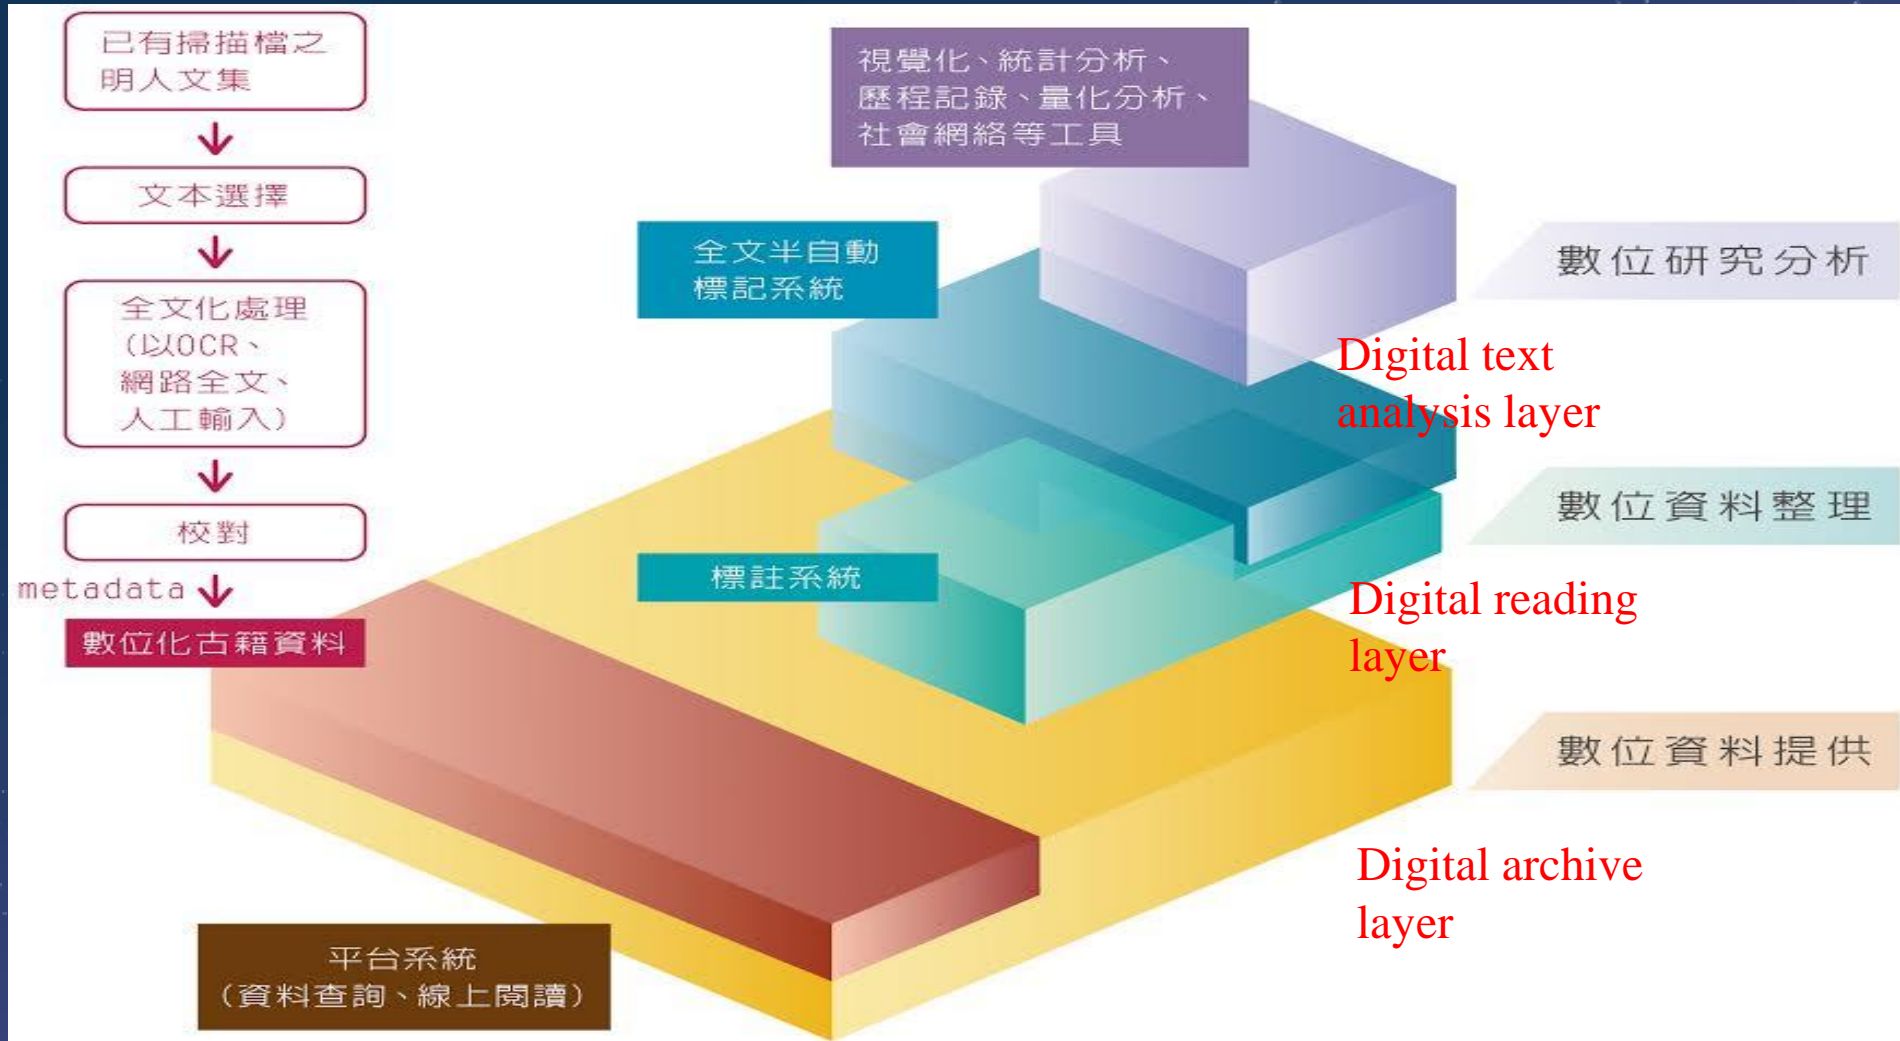 已有掃描檔之
明人文集
文本選擇
全文化處理
(以OCR、
網路全文、
人工輸入)
校對
metadata
數位化古籍資料
視覺化、統計分析、
歷程記錄、量化分析、
社會網絡等工具
全文半自動
標記系統
標註系統
平台系統
(資料查詢、線上閱讀)
數位研究分析
Digital text
analysis layer
數位資料整理
Digital reading
layer
數位資料提供
Digital archive
layer